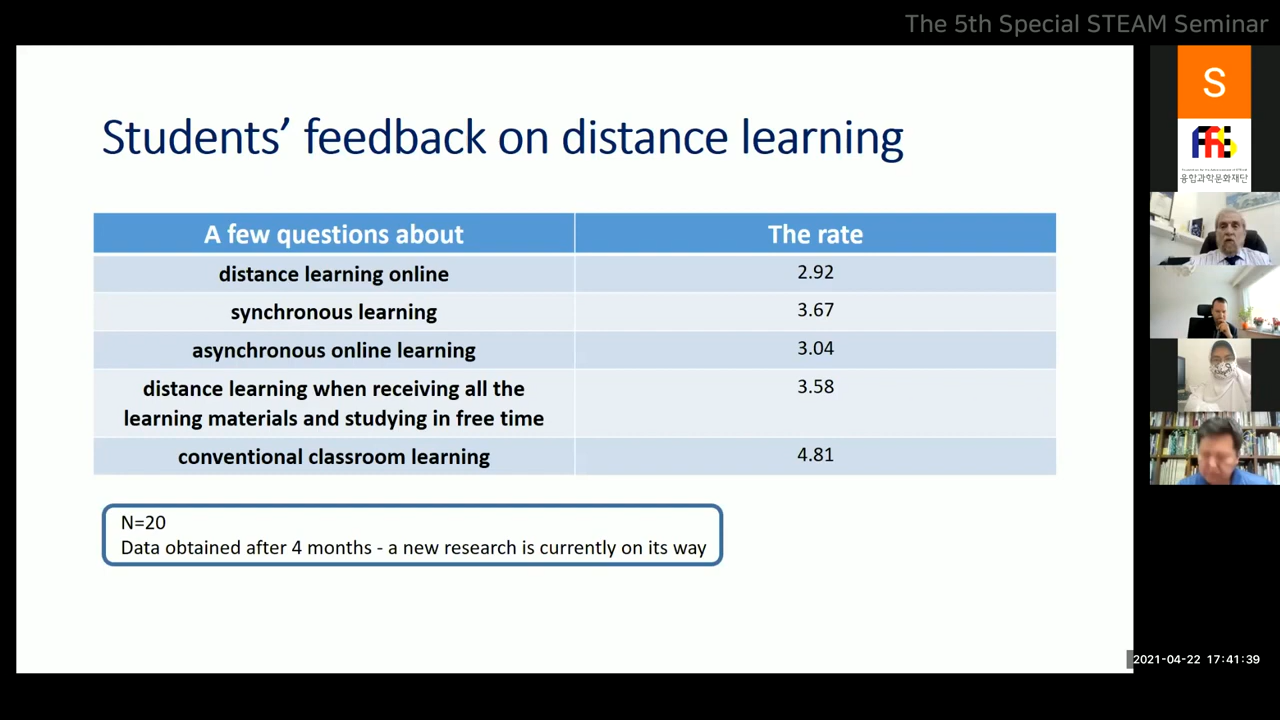 The 5th Special STEAM Seminar
Students’ feedback on distance learning
A few questions about The rate
distance learning online 2.92
synchronous learning 3.67
asynchronous online learning 3.04
distance learning when receiving all the 3.58
learning materials and studying in free time
conventional classroom learning 4.81
N=20
Data obtained after 4 months - a new research is currently on its way
S
융합과학문화재단
2021-04-22 17:41:39